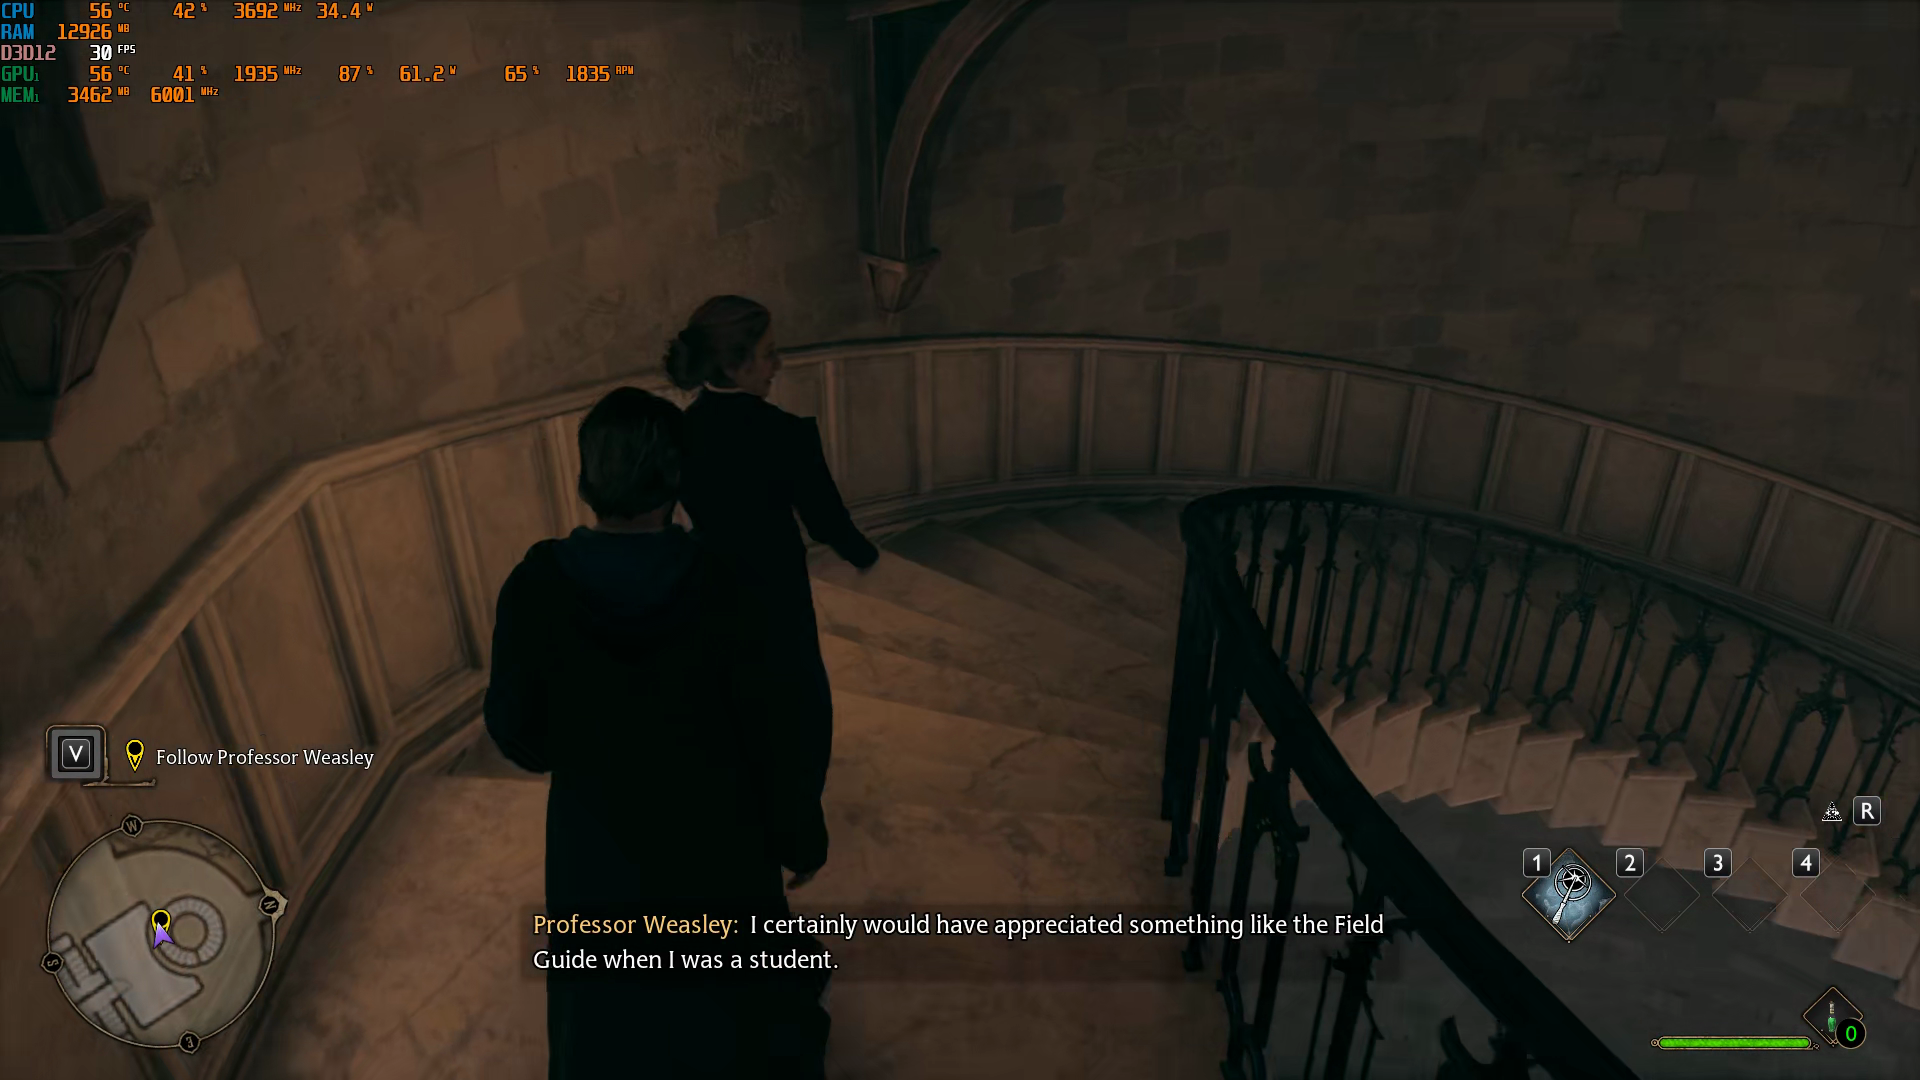 CPU 56 °C 42 % 3692 MHz 34.4 W
RAM 12926 MB
D3D12 30 FPS
GPU1 56 °C 41 % 1935 MHz 87 % 61.2 W 65 % 1835 RPM
MEM1 3462 MB 6001 MHz
V Follow Professor Weasley
W
N
S
E
R
1 2 3 4
Professor Weasley: I certainly would have appreciated something like the Field
Guide when I was a student.
0